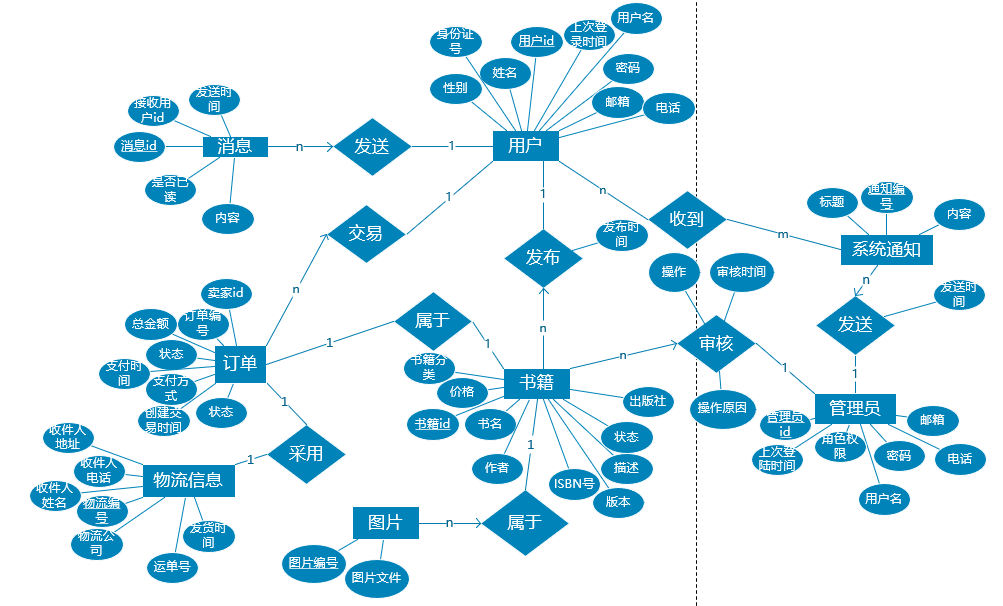 用户名
上次登
录时间
身份证
号
用户id
姓名
密码
性别
邮箱
电话
发送时
间
接收用
户id
消息id
消息
n
发送
1
用户
是否已
读
内容
1
n
1
标题
通知编
号
内容
交易
收到
m
系统通知
发布时
间
发布
n
操作
审核时间
n
发送时
间
卖家id
订单编
号
总金额
状态
属于
发送
n
1
1
审核
订单
支付时
间
支付方
式
创建交
易时间
状态
1
书籍分
类
价格
书籍id
书名
书籍
n
1
1
出版社
操作原因
管理员
管理员
id
上次登
陆时间
角色权
限
邮箱
密码
电话
用户名
收件人
地址
收件人
电话
收件人
姓名
物流编
号
物流公
司
物流信息
1
采用
作者
1
状态
描述
ISBN号
版本
发货时
间
运单号
图片
n
属于
图片编号
图片文件